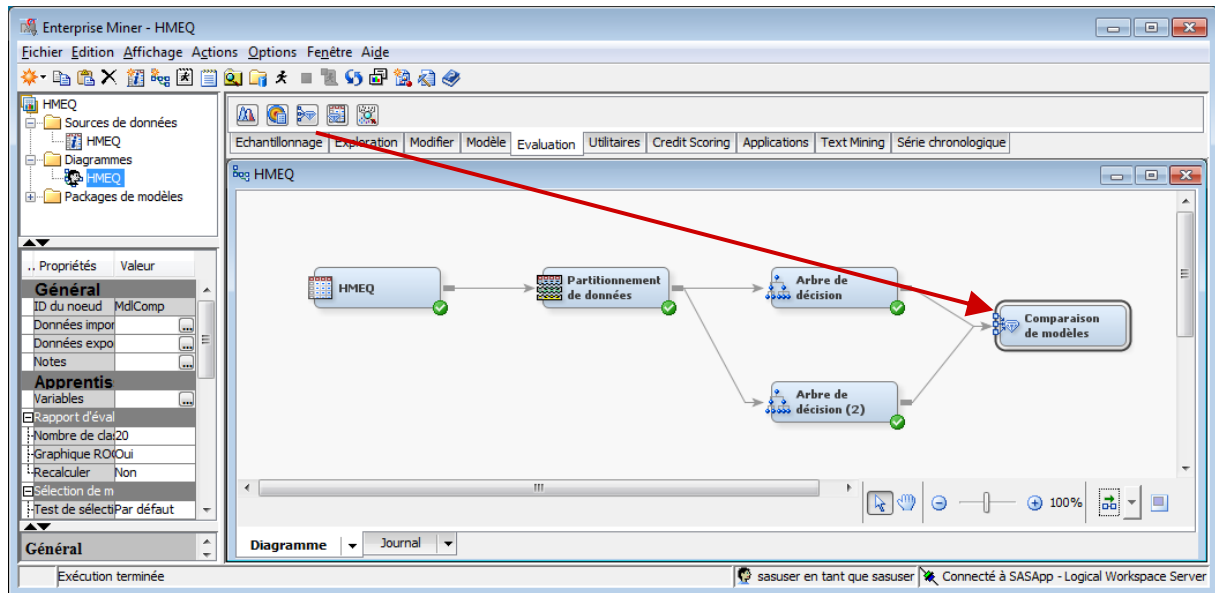 Enterprise Miner - HMEQ
Fichier Edition Affichage Actions Options Fenêtre Aide
HMEQ
Sources de données
HMEQ
Diagrammes
HMEQ
Packages de modèles
Echantillonnage Exploration Modifier Modèle Evaluation Utilitaires Credit Scoring Applications Text Mining Série chronologique
HMEQ
HMEQ
Partitionnement
de données
Arbre de
décision
Comparaison
de modèles
Arbre de
décision (2)
.. Propriétés Valeur
Général
ID du noeud MdlComp
Données impor ...
Données expo ...
Notes ...
Apprentis
Variables ...
Rapport d'éval
Nombre de cla 20
Graphique RO Oui
Recalculer Non
Sélection de m
Test de sélecti Par défaut
Général
100%
Diagramme Journal
Exécution terminée
sasuser en tant que sasuser Connecté à SASApp - Logical Workspace Server